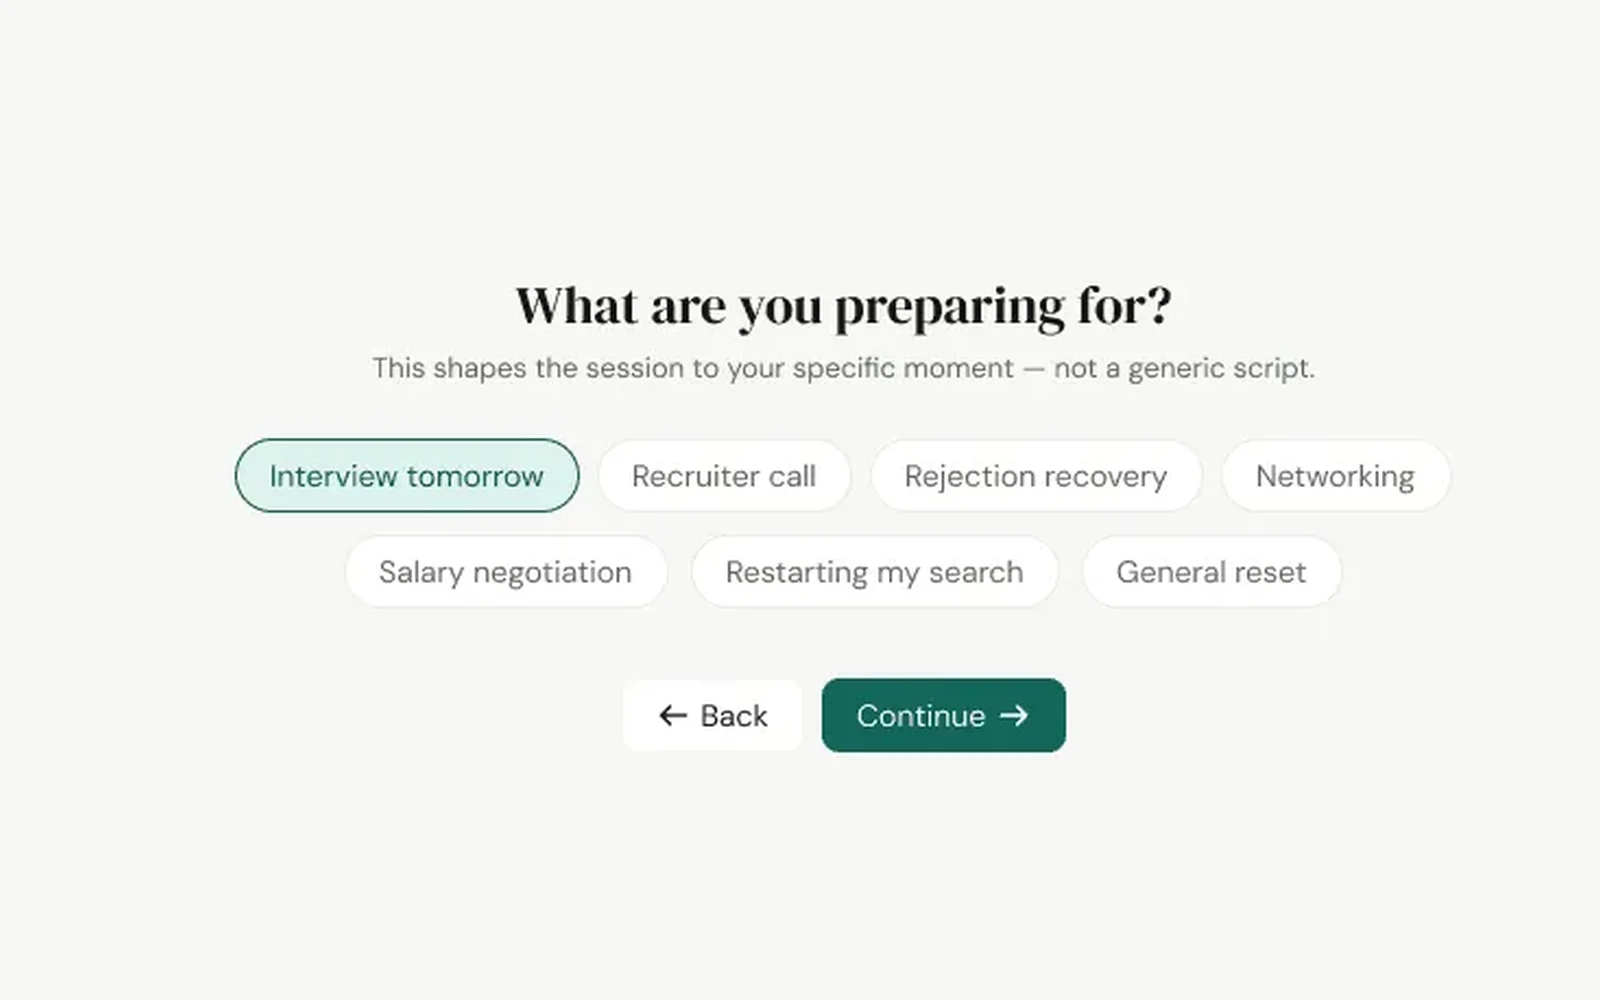 What are you preparing for?
This shapes the session to your specific moment — not a generic script.
Interview tomorrow Recruiter call Rejection recovery Networking
Salary negotiation Restarting my search General reset
← Back Continue →